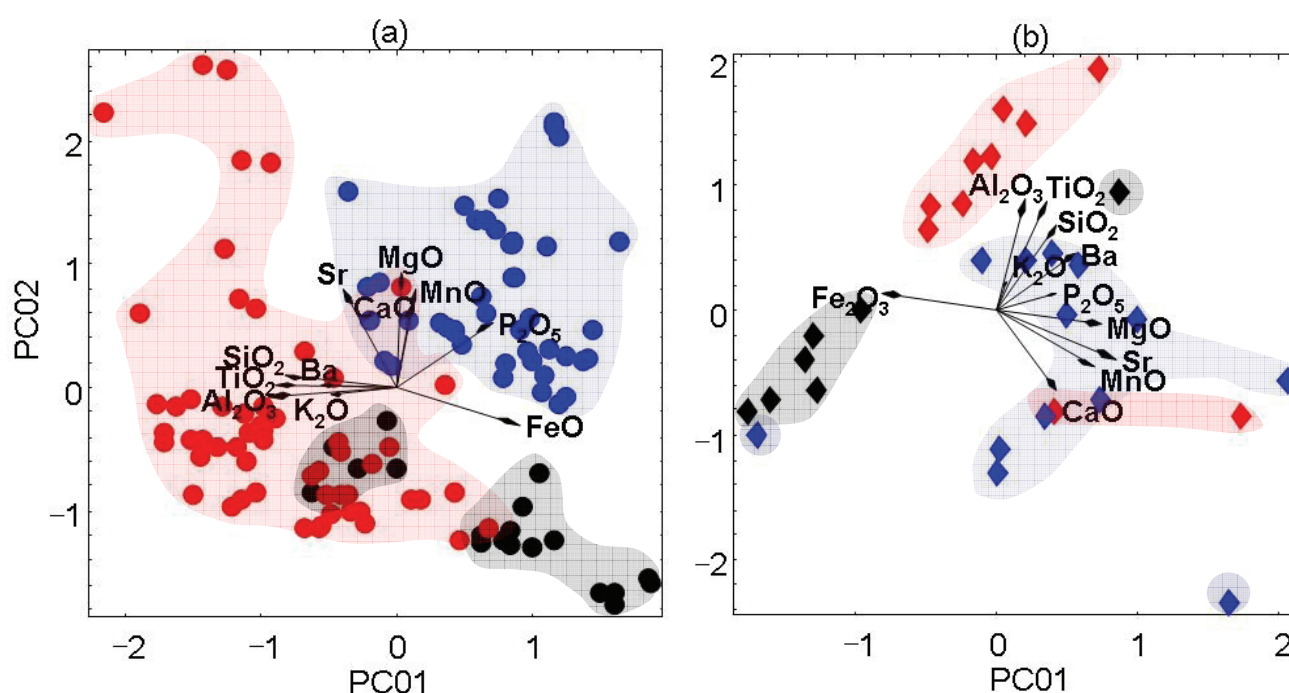 (a)
2
1
0
−1
PC02
−2
−1
0
1
PC01
MgO
Sr
CaO
MnO
P₂O₅
SiO₂
Ba
TiO₂
Al₂O₃
K₂O
FeO
(b)
2
1
0
−1
−2
−1
0
1
2
PC01
Al₂O₃
TiO₂
SiO₂
K₂O
Ba
Fe₂O₃
P₂O₅
MgO
Sr
MnO
CaO